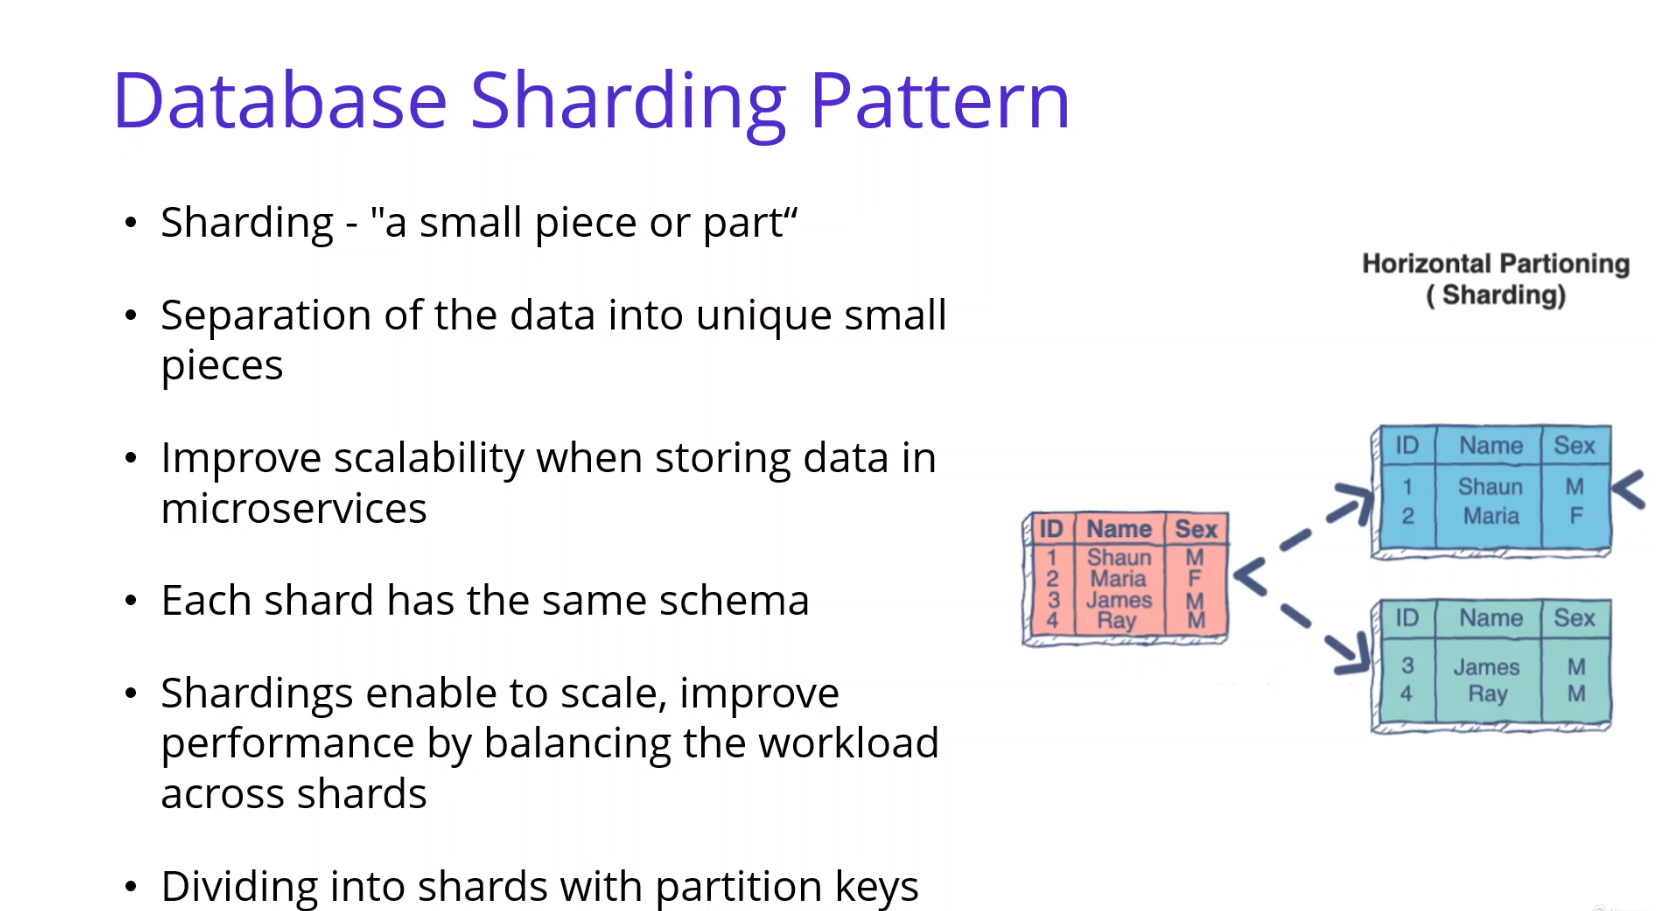 Database Sharding Pattern
• Sharding - "a small piece or part“
• Separation of the data into unique small
pieces
• Improve scalability when storing data in
microservices
• Each shard has the same schema
• Shardings enable to scale, improve
performance by balancing the workload
across shards
• Dividing into shards with partition keys
Horizontal Partioning
( Sharding)
ID Name Sex
1 Shaun M
2 Maria F
3 James M
4 Ray M
ID Name Sex
1 Shaun M
2 Maria F
ID Name Sex
3 James M
4 Ray M